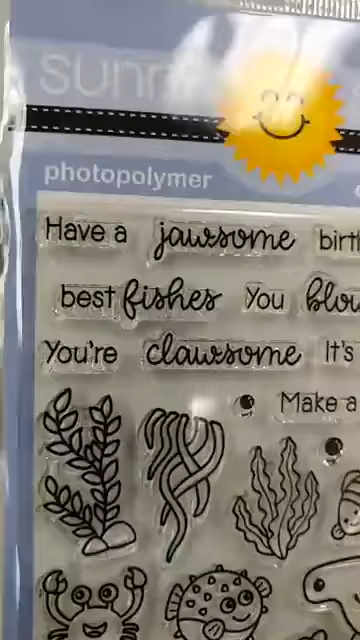 photopolymer
Have a jawsome
best fishes You
You're clawsome It's
Make a